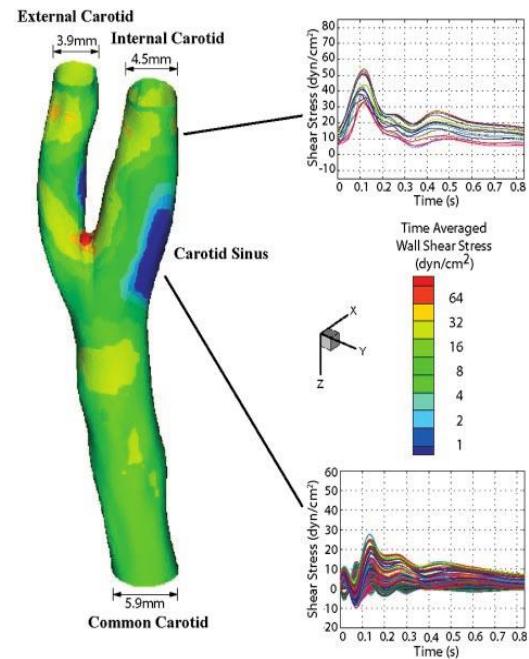 External Carotid
Internal Carotid
3.9mm
4.5mm
Carotid Sinus
5.9mm
Common Carotid
Shear Stress (dyn/cm²)
80
70
60
50
40
30
20
10
0
-10
0 0.1 0.2 0.3 0.4 0.5 0.6 0.7 0.8
Time (s)
Time Averaged
Wall Shear Stress
(dyn/cm²)
64
32
16
8
4
2
1
X
Y
Z
Shear Stress (dyn/cm²)
60
50
40
30
20
10
0
10
20
0 0.1 0.2 0.3 0.4 0.5 0.6 0.7 0.8
Time (s)